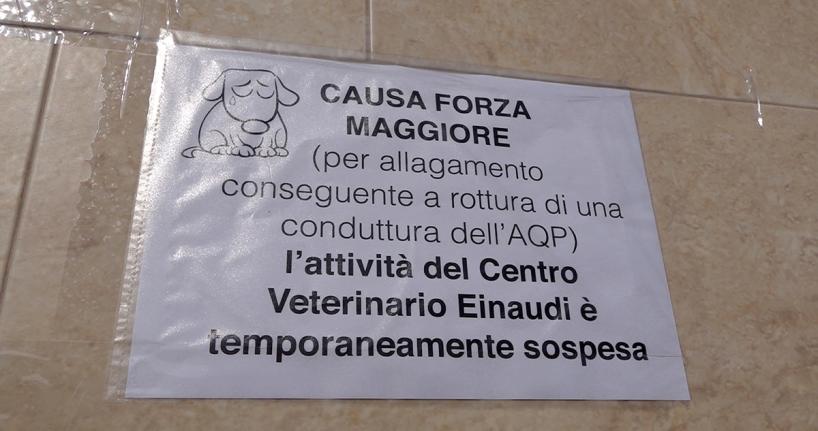 CAUSA FORZA
MAGGIORE
(per allagamento
conseguente a rottura di una
conduttura dell'AQP)
l'attività del Centro
Veterinario Einaudi è
temporaneamente sospesa